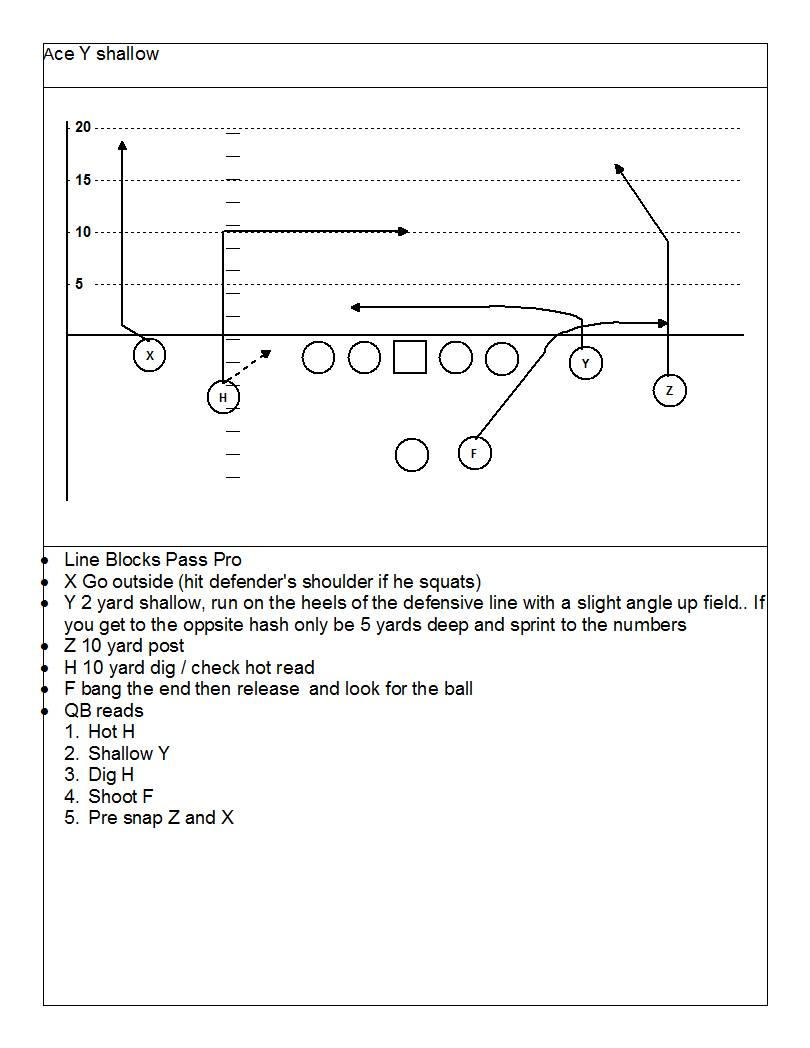 Ace Y shallow
20
15
10
5
X
H
Y
Z
F
• Line Blocks Pass Pro
• X Go outside (hit defender's shoulder if he squats)
• Y 2 yard shallow, run on the heels of the defensive line with a slight angle up field.. If
you get to the oppsite hash only be 5 yards deep and sprint to the numbers
• Z 10 yard post
• H 10 yard dig / check hot read
• F bang the end then release and look for the ball
• QB reads
1. Hot H
2. Shallow Y
3. Dig H
4. Shoot F
5. Pre snap Z and X